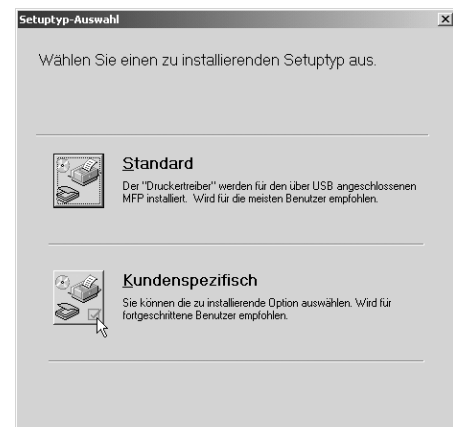 Setuptyp-Auswahl
Wählen Sie einen zu installierenden Setuptyp aus.
Standard
Der "Druckertreiber" werden für den über USB angeschlossenen
MFP installiert. Wird für die meisten Benutzer empfohlen.
Kundenspezifisch
Sie können die zu installierende Option auswählen. Wird für
fortgeschrittene Benutzer empfohlen.